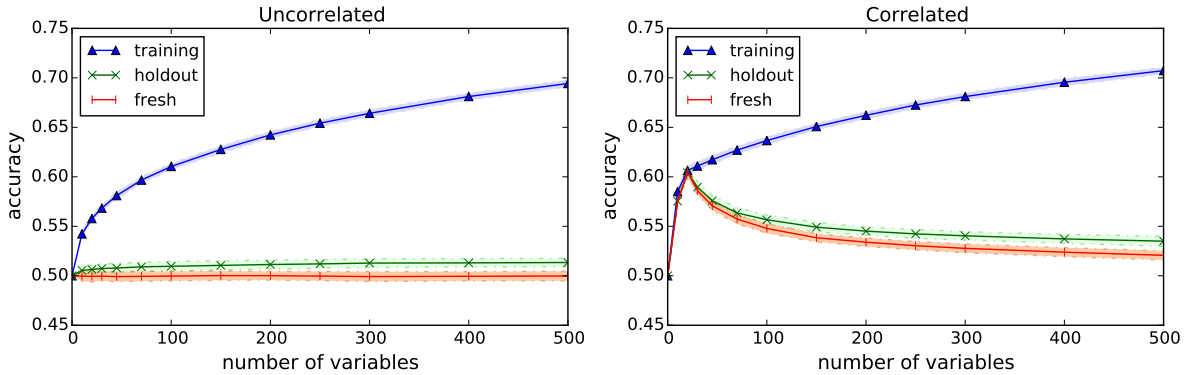 Uncorrelated
0.75
0.70
0.65
0.60
0.55
0.50
0.45
accuracy
training
holdout
fresh
0 100 200 300 400 500
number of variables
Correlated
0.75
0.70
0.65
0.60
0.55
0.50
0.45
accuracy
training
holdout
fresh
0 100 200 300 400 500
number of variables